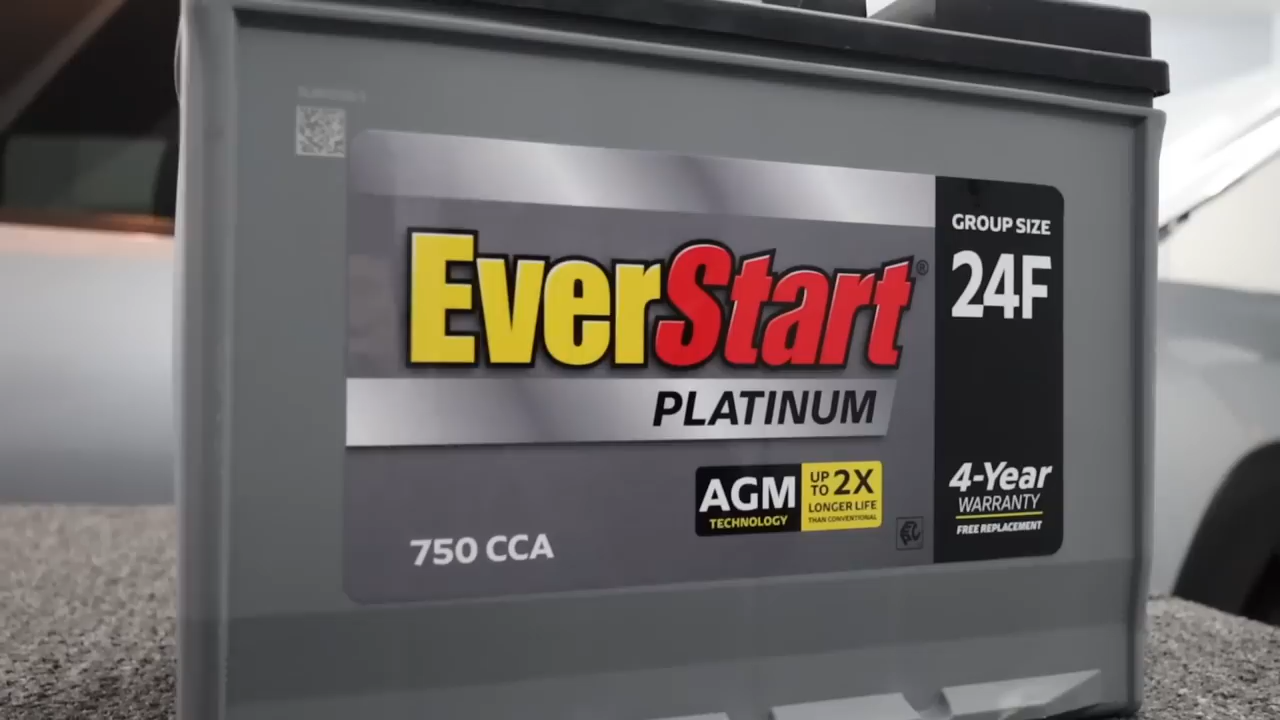 EverStart®
PLATINUM
AGM
TECHNOLOGY
UP TO 2X
LONGER LIFE
THAN CONVENTIONAL
750 CCA
GROUP SIZE
24F
4-Year
WARRANTY
FREE REPLACEMENT